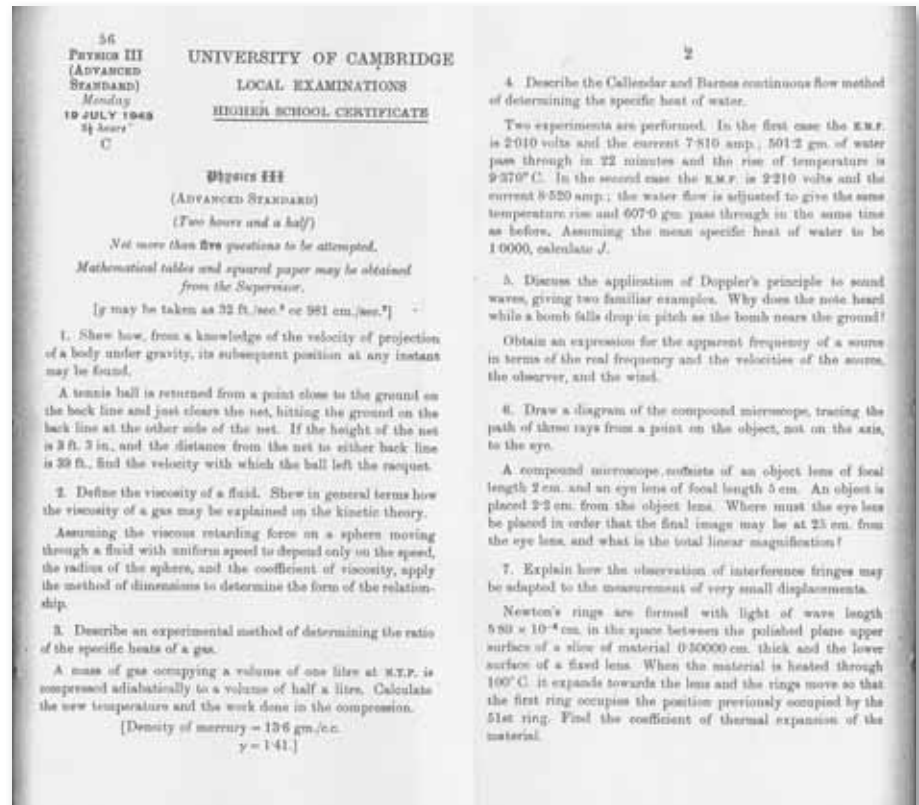 56
PHYSICS III
(ADVANCED
STANDARD)
Monday
19 JULY 1948
2½ hours
C
UNIVERSITY OF CAMBRIDGE
LOCAL EXAMINATIONS
HIGHER SCHOOL CERTIFICATE
Physics III
(ADVANCED STANDARD)
(Two hours and a half)
Not more than five questions to be attempted.
Mathematical tables and squared paper may be obtained
from the Supervisor.
[g may be taken as 32 ft./sec.² or 981 cm./sec.²]
1. Shew how, from a knowledge of the velocity of projection
of a body under gravity, its subsequent position at any instant
may be found.
A tennis ball is returned from a point close to the ground on
the back line and just clears the net, hitting the ground on the
back line at the other side of the net. If the height of the net
is 3 ft. 3 in., and the distance from the net to either back line
is 39 ft., find the velocity with which the ball left the racquet.
2. Define the viscosity of a fluid. Shew in general terms how
the viscosity of a gas may be explained on the kinetic theory.
Assuming the viscous retarding force on a sphere moving
through a fluid with uniform speed to depend only on the speed,
the radius of the sphere, and the coefficient of viscosity, apply
the method of dimensions to determine the form of the relation-
ship.
3. Describe an experimental method of determining the ratio
of the specific heats of a gas.
A mass of gas occupying a volume of one litre at N.T.P. is
compressed adiabatically to a volume of half a litre. Calculate
the new temperature and the work done in the compression.
[Density of mercury = 13·6 gm./c.c.
γ = 1·41.]
2
4. Describe the Callendar and Barnes continuous flow method
of determining the specific heat of water.
Two experiments are performed. In the first case the E.M.F.
is 2·010 volts and the current 7·810 amp., 501·2 gm. of water
pass through in 22 minutes and the rise of temperature is
9·370° C. In the second case the E.M.F. is 2·210 volts and the
current 8·520 amp.; the water flow is adjusted to give the same
temperature rise and 607·0 gm. pass through in the same time
as before. Assuming the mean specific heat of water to be
1·0000, calculate J.
5. Discuss the application of Doppler's principle to sound
waves, giving two familiar examples. Why does the note heard
while a bomb falls drop in pitch as the bomb nears the ground?
Obtain an expression for the apparent frequency of a source
in terms of the real frequency and the velocities of the source,
the observer, and the wind.
6. Draw a diagram of the compound microscope, tracing the
path of three rays from a point on the object, not on the axis,
to the eye.
A compound microscope consists of an object lens of focal
length 2 cm. and an eye lens of focal length 5 cm. An object is
placed 2·2 cm. from the object lens. Where must the eye lens
be placed in order that the final image may be at 25 cm. from
the eye lens, and what is the total linear magnification?
7. Explain how the observation of interference fringes may
be adapted to the measurement of very small displacements.
Newton's rings are formed with light of wave length
5·89 × 10⁻⁵ cm. in the space between the polished plane upper
surface of a slice of material 0·50000 cm. thick and the lower
surface of a fixed lens. When the material is heated through
100° C. it expands towards the lens and the rings move so that
the first ring occupies the position previously occupied by the
51st ring. Find the coefficient of thermal expansion of the
material.